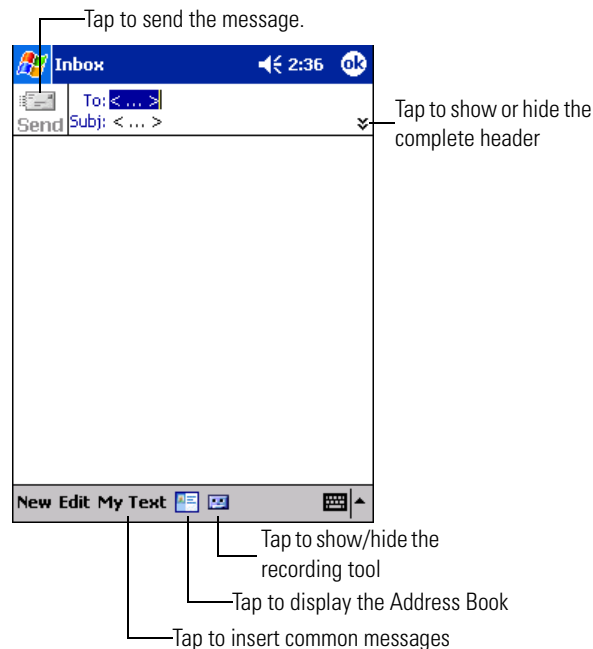 Tap to send the message.
Inbox 2:36 ok
To: < ... >
Send Subj: < ... >
Tap to show or hide the
complete header
New Edit My Text
Tap to show/hide the
recording tool
Tap to display the Address Book
Tap to insert common messages